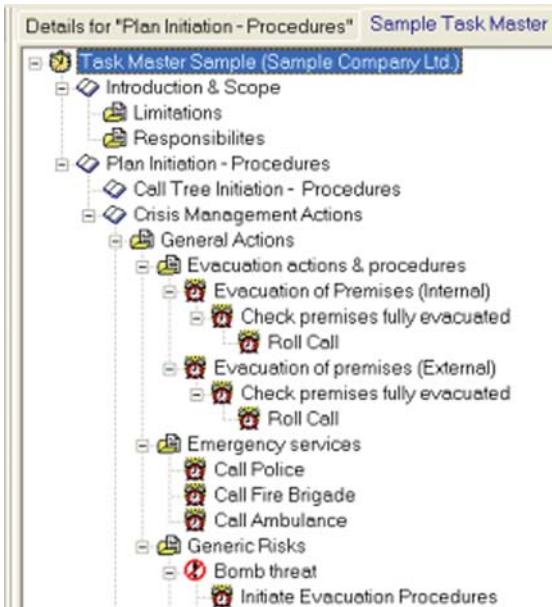 Details for "Plan Initiation - Procedures" Sample Task Master
Task Master Sample (Sample Company Ltd.)
Introduction & Scope
Limitations
Responsibilites
Plan Initiation - Procedures
Call Tree Initiation - Procedures
Crisis Management Actions
General Actions
Evacuation actions & procedures
Evacuation of Premises (Internal)
Check premises fully evacuated
Roll Call
Evacuation of premises (External)
Check premises fully evacuated
Roll Call
Emergency services
Call Police
Call Fire Brigade
Call Ambulance
Generic Risks
Bomb threat
Initiate Evacuation Procedures